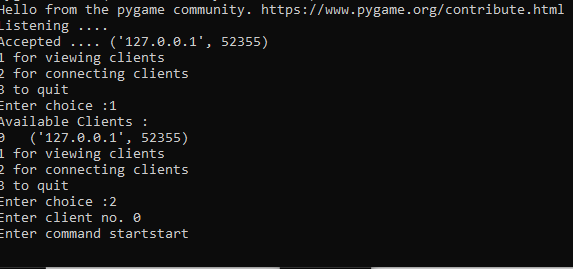 Hello from the pygame community. https://www.pygame.org/contribute.html
Listening ....
Accepted .... ('127.0.0.1', 52355)
1 for viewing clients
2 for connecting clients
3 to quit
Enter choice :1
Available Clients :
0   ('127.0.0.1', 52355)
1 for viewing clients
2 for connecting clients
3 to quit
Enter choice :2
Enter client no. 0
Enter command startstart